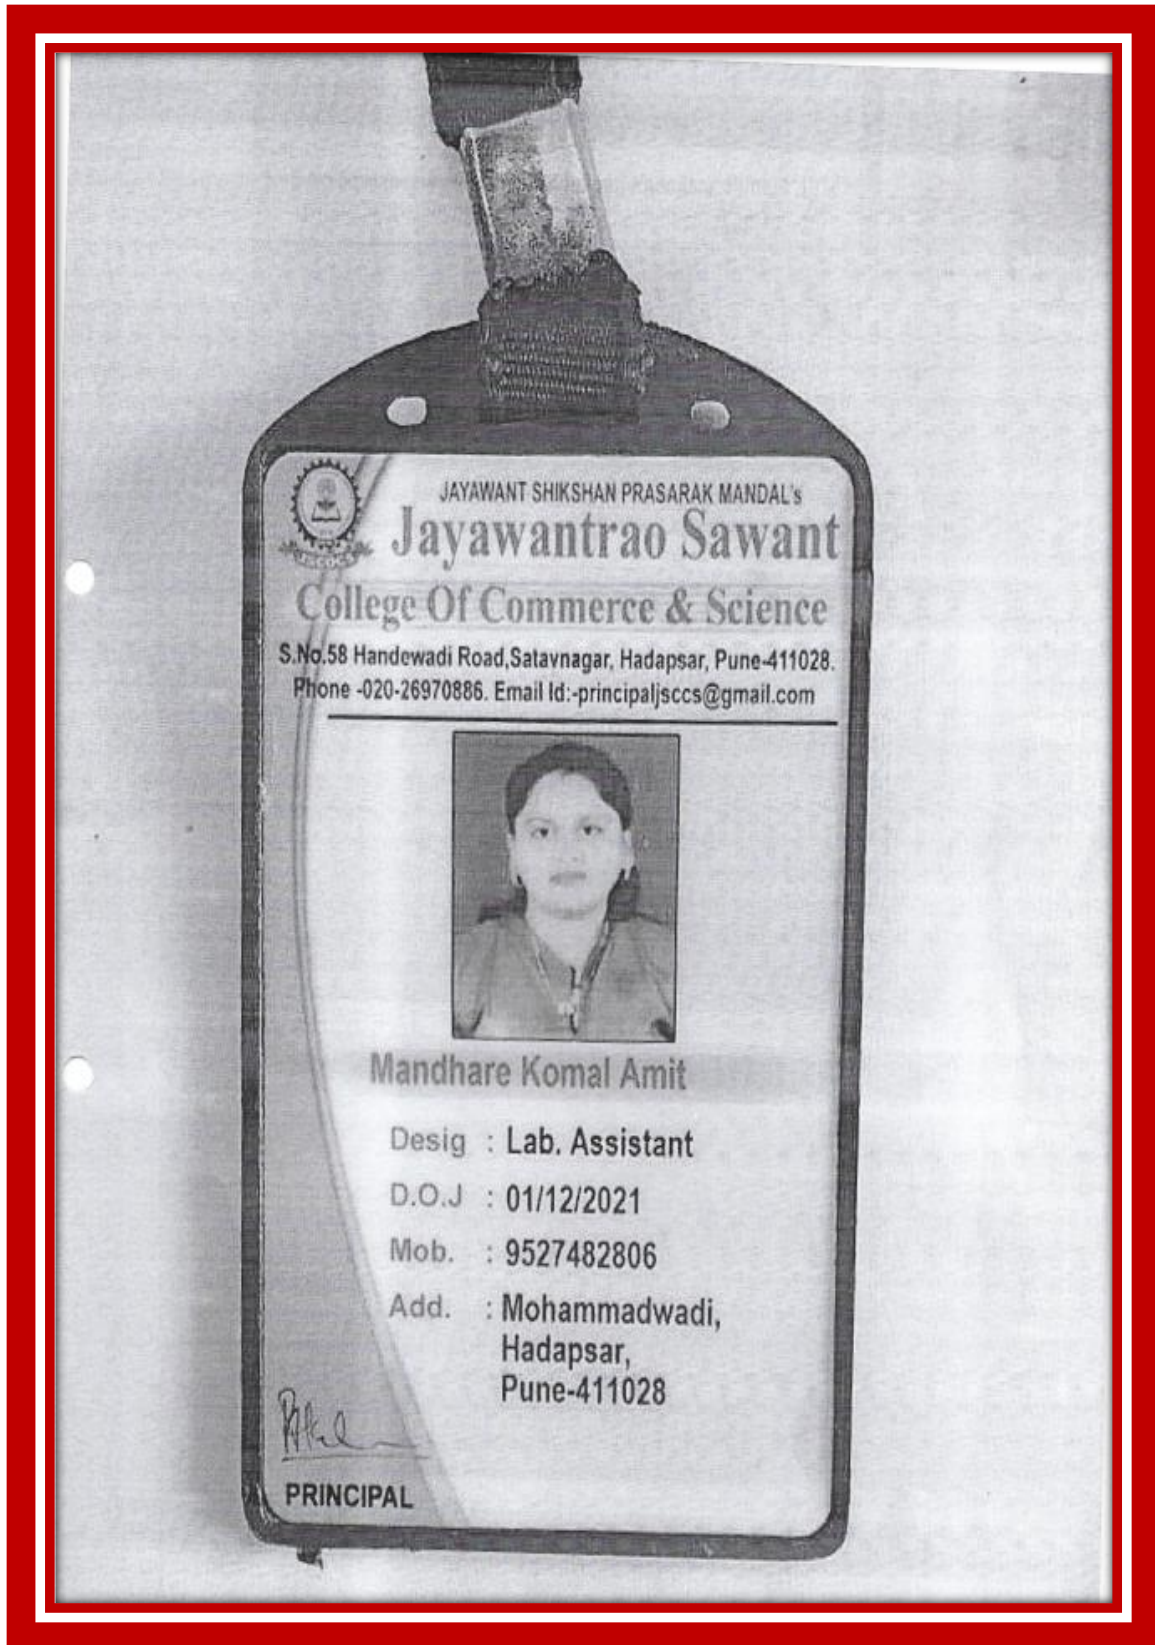 JAYAWANT SHIKSHAN PRASARAK MANDAL's
Jayawantrao Sawant
College Of Commerce & Science
S.No.58 Handewadi Road,Satavnagar, Hadapsar, Pune-411028.
Phone -020-26970886. Email Id:-principaljsccs@gmail.com
Mandhare Komal Amit
Desig : Lab. Assistant
D.O.J : 01/12/2021
Mob. : 9527482806
Add. : Mohammadwadi,
Hadapsar,
Pune-411028
PRINCIPAL